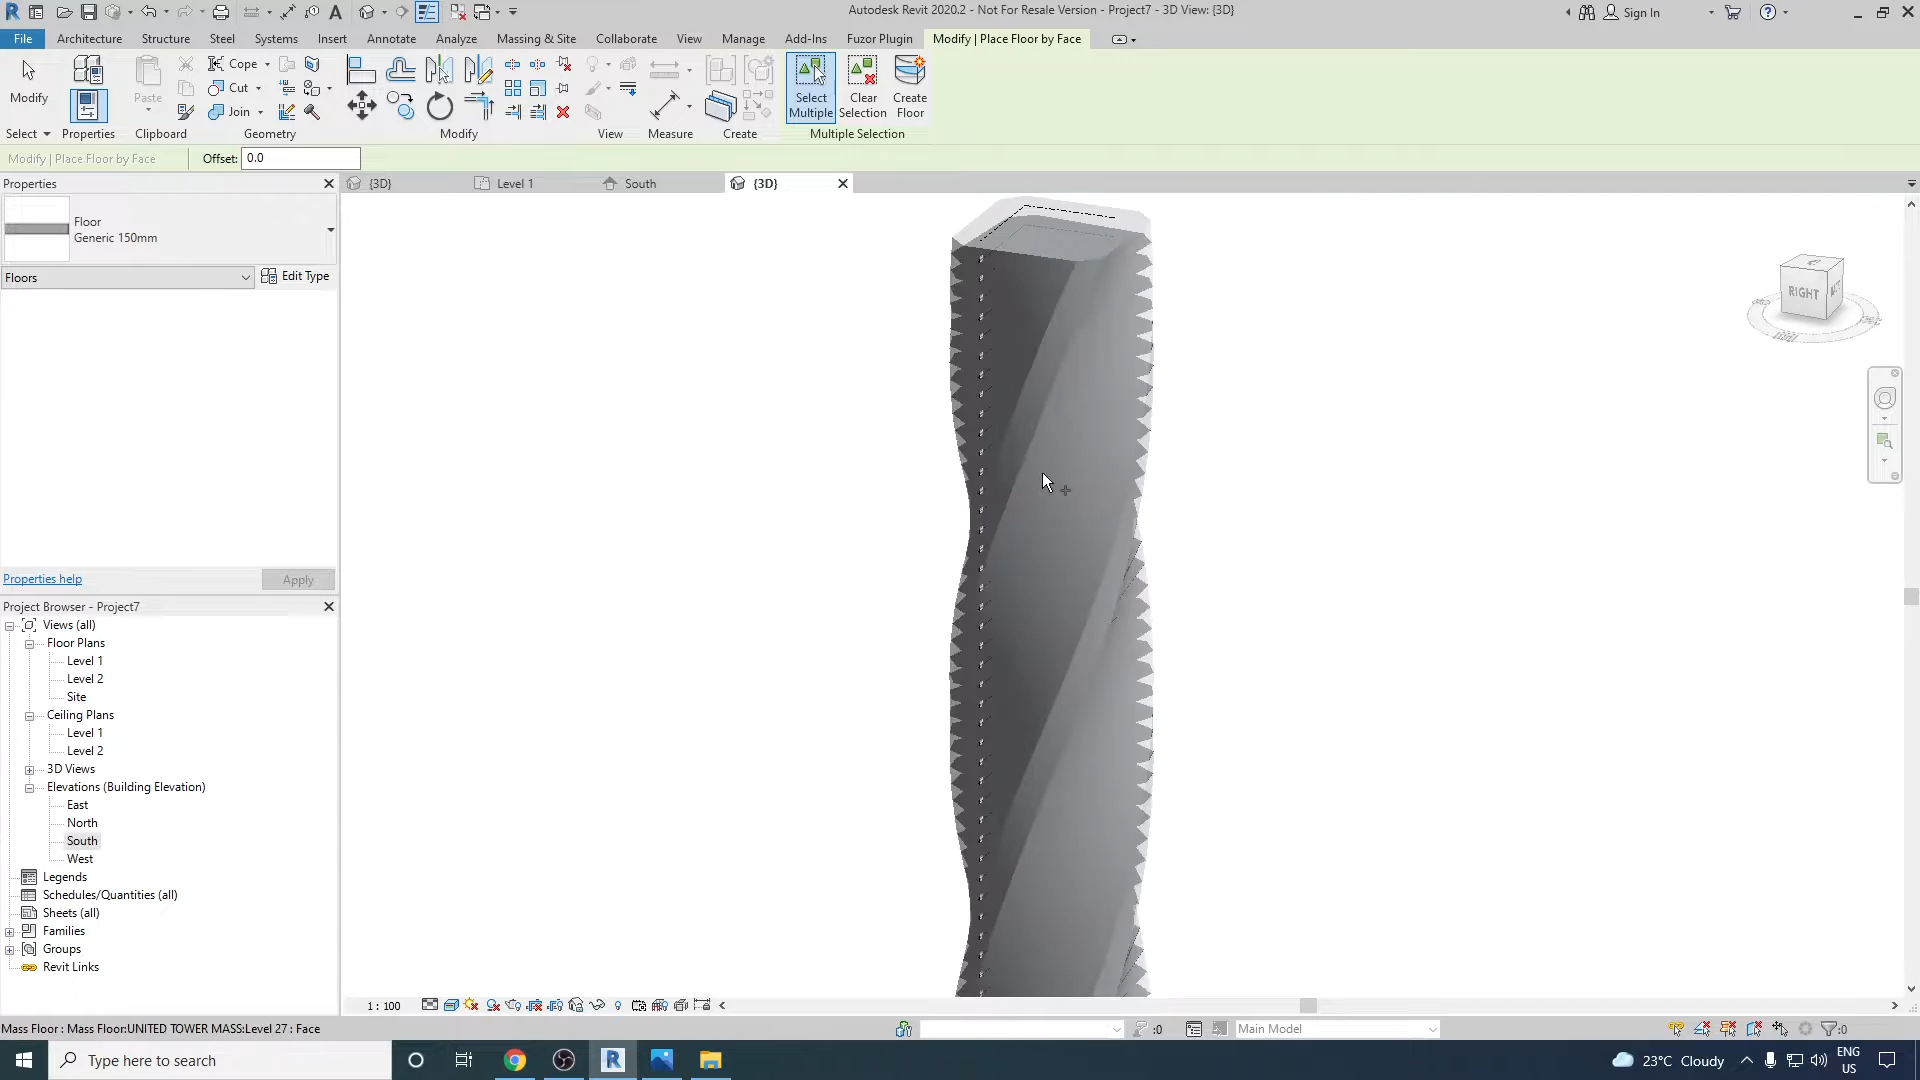 Autodesk Revit 2020.2 - Not For Resale Version - Project7 - 3D View: {3D}
Sign In
File
Architecture
Structure
Steel
Systems
Insert
Annotate
Analyze
Massing & Site
Collaborate
View
Manage
Add-Ins
Fuzor Plugin
Modify | Place Floor by Face
Modify
Paste
Cope
Cut
Join
Select Multiple
Clear Selection
Create Floor
Select
Properties
Clipboard
Geometry
Modify
View
Measure
Create
Multiple Selection
Modify | Place Floor by Face
Offset: 0.0
Properties
{3D}
Level 1
South
{3D}
Floor
Generic 150mm
Floors
Edit Type
RIGHT
Properties help
Apply
Project Browser - Project7
Views (all)
Floor Plans
Level 1
Level 2
Site
Ceiling Plans
Level 1
Level 2
3D Views
Elevations (Building Elevation)
East
North
South
West
Legends
Schedules/Quantities (all)
Sheets (all)
Families
Groups
Revit Links
1 : 100
Mass Floor : Mass Floor:UNITED TOWER MASS:Level 27 : Face
:0
Main Model
:0
Type here to search
23°C Cloudy
ENG
US